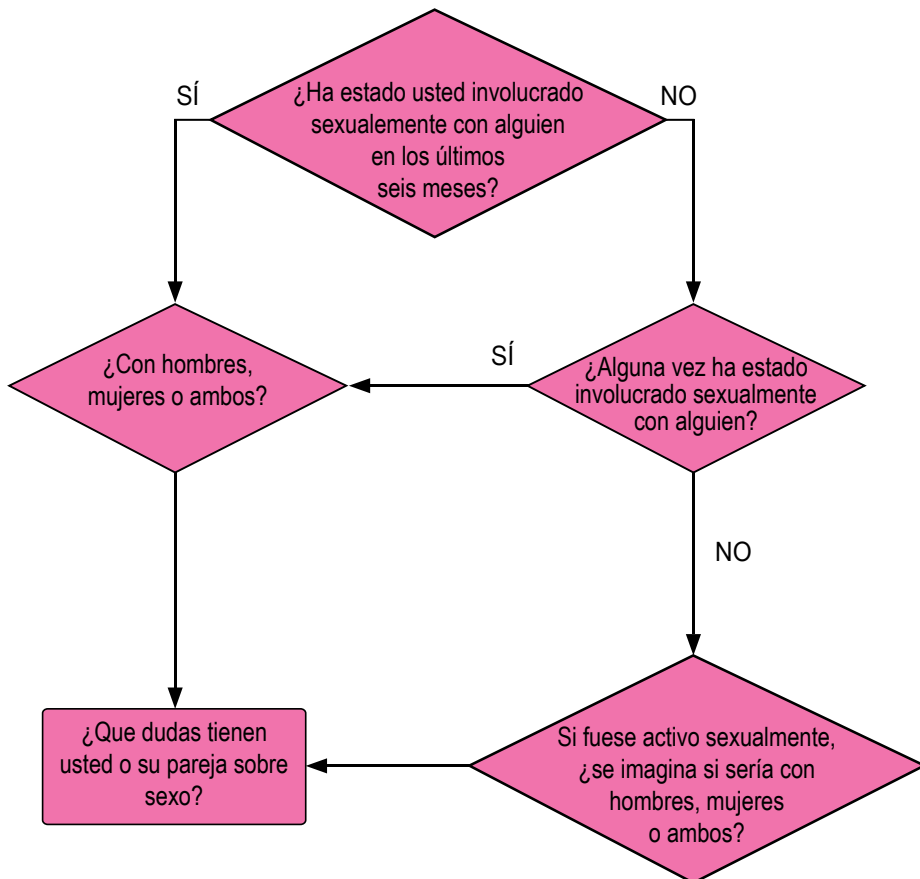 ¿Ha estado usted involucrado
sexualemente con alguien
en los últimos
seis meses?
SÍ
NO
¿Con hombres,
mujeres o ambos?
SÍ
¿Alguna vez ha estado
involucrado sexualmente
con alguien?
NO
¿Que dudas tienen
usted o su pareja sobre
sexo?
Si fuese activo sexualmente,
¿se imagina si sería con
hombres, mujeres
o ambos?